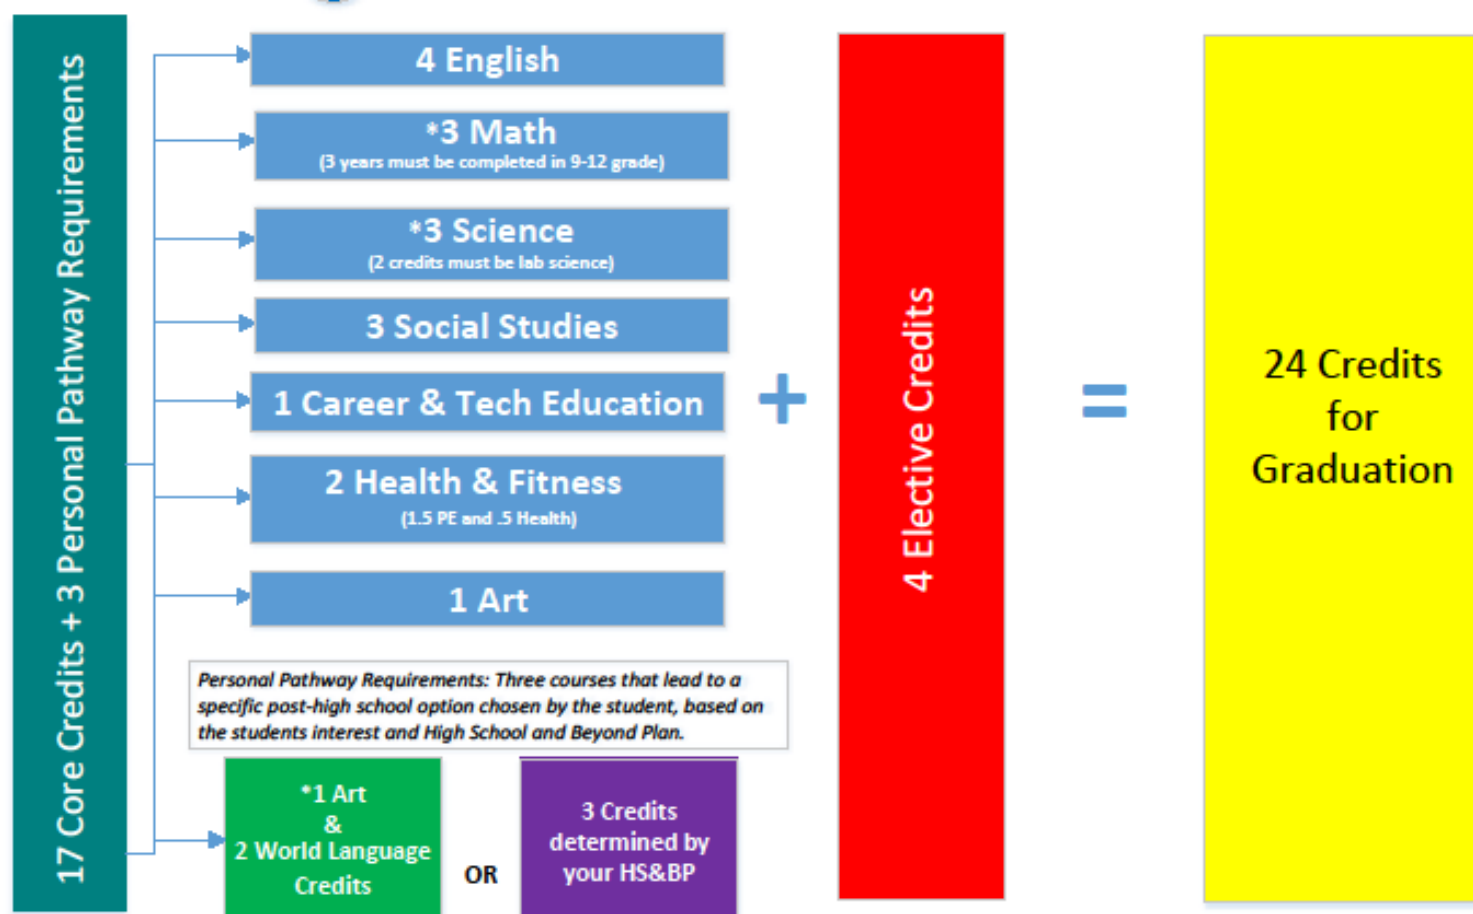 17 Core Credits + 3 Personal Pathway Requirements
4 English
*3 Math
(3 years must be completed in 9-12 grade)
*3 Science
(2 credits must be lab science)
3 Social Studies
1 Career & Tech Education
2 Health & Fitness
(1.5 PE and .5 Health)
1 Art
Personal Pathway Requirements: Three courses that lead to a
specific post-high school option chosen by the student, based on
the students interest and High School and Beyond Plan.
*1 Art
&
2 World Language
Credits
OR
3 Credits
determined by
your HS&BP
+
4 Elective Credits
=
24 Credits
for
Graduation